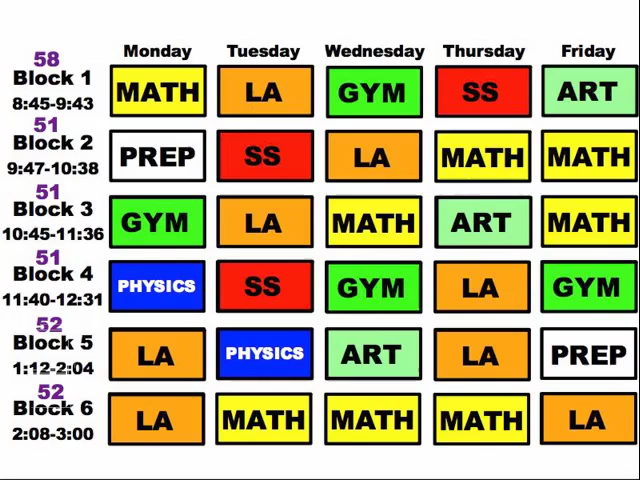 Monday Tuesday Wednesday Thursday Friday
58
Block 1 MATH LA GYM SS ART
8:45-9:43
51
Block 2 PREP SS LA MATH MATH
9:47-10:38
51
Block 3 GYM LA MATH ART MATH
10:45-11:36
51
Block 4 PHYSICS SS GYM LA GYM
11:40-12:31
52
Block 5 LA PHYSICS ART LA PREP
1:12-2:04
52
Block 6 LA MATH MATH MATH LA
2:08-3:00